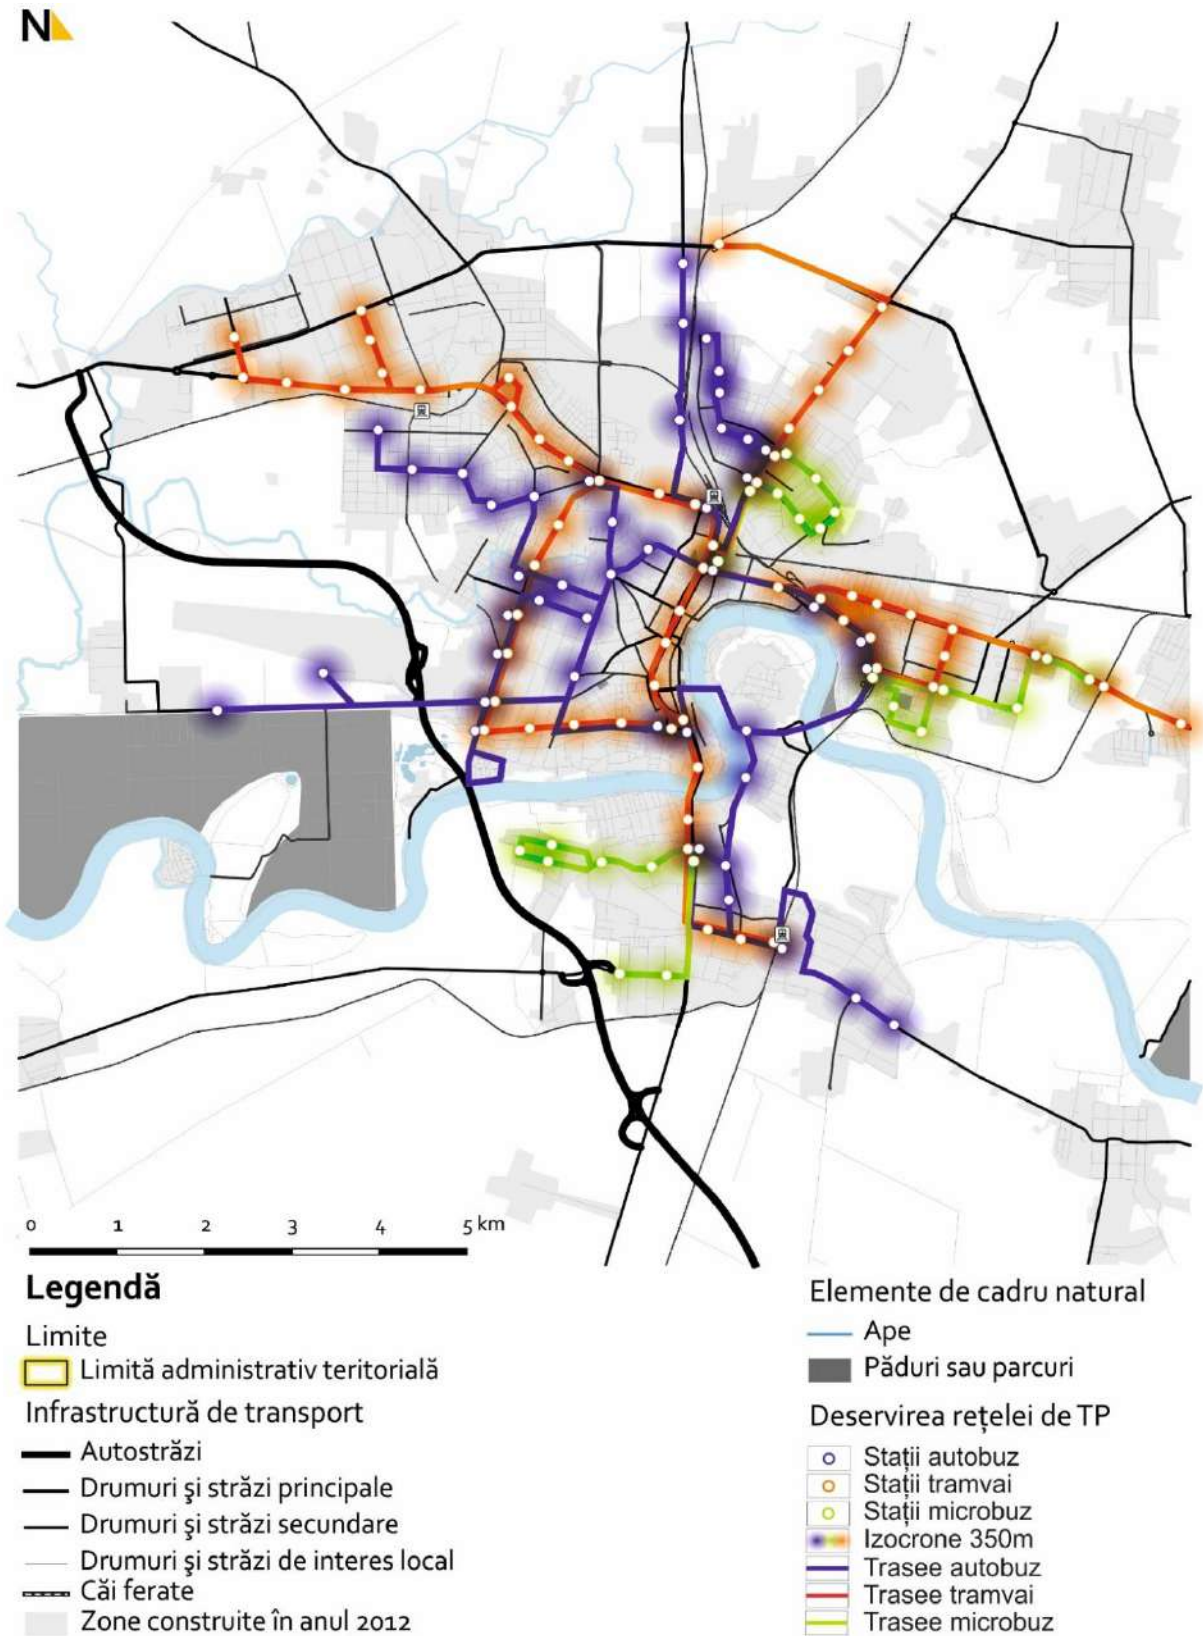 N
0 1 2 3 4 5 km
Legendă
Limite
Limită administrativ teritorială
Infrastructură de transport
Autostrăzi
Drumuri şi străzi principale
Drumuri şi străzi secundare
Drumuri şi străzi de interes local
Căi ferate
Zone construite în anul 2012
Elemente de cadru natural
Ape
Păduri sau parcuri
Deservirea rețelei de TP
Stații autobuz
Stații tramvai
Stații microbuz
Izocrone 350m
Trasee autobuz
Trasee tramvai
Trasee microbuz